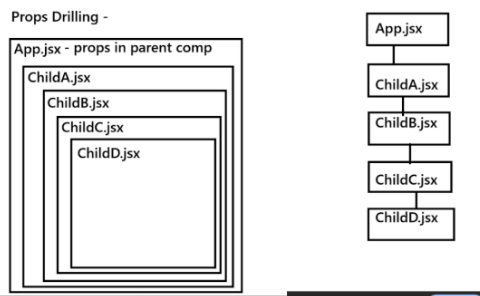 Props Drilling -
App.jsx - props in parent comp
ChildA.jsx
ChildB.jsx
ChildC.jsx
ChildD.jsx
App.jsx
ChildA.jsx
ChildB.jsx
ChildC.jsx
ChildD.jsx